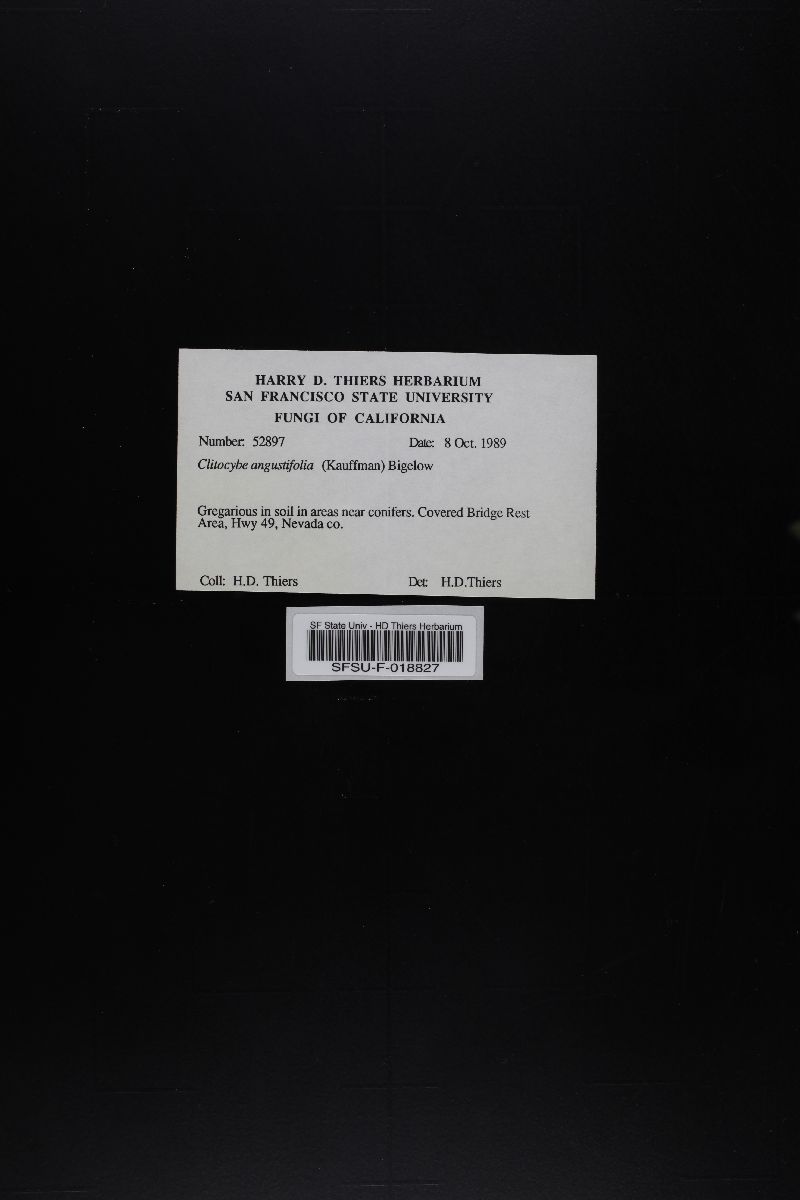 HARRY D. THIERS HERBARIUM
SAN FRANCISCO STATE UNIVERSITY
FUNGI OF CALIFORNIA
Number: 52897 Date: 8 Oct. 1989
Clitocybe angustifolia (Kauffman) Bigelow
Gregarious in soil in areas near conifers. Covered Bridge Rest
Area, Hwy 49, Nevada co.
Coll: H.D. Thiers Det: H.D.Thiers
SF State Univ - HD Thiers Herbarium
SFSU-F-018827